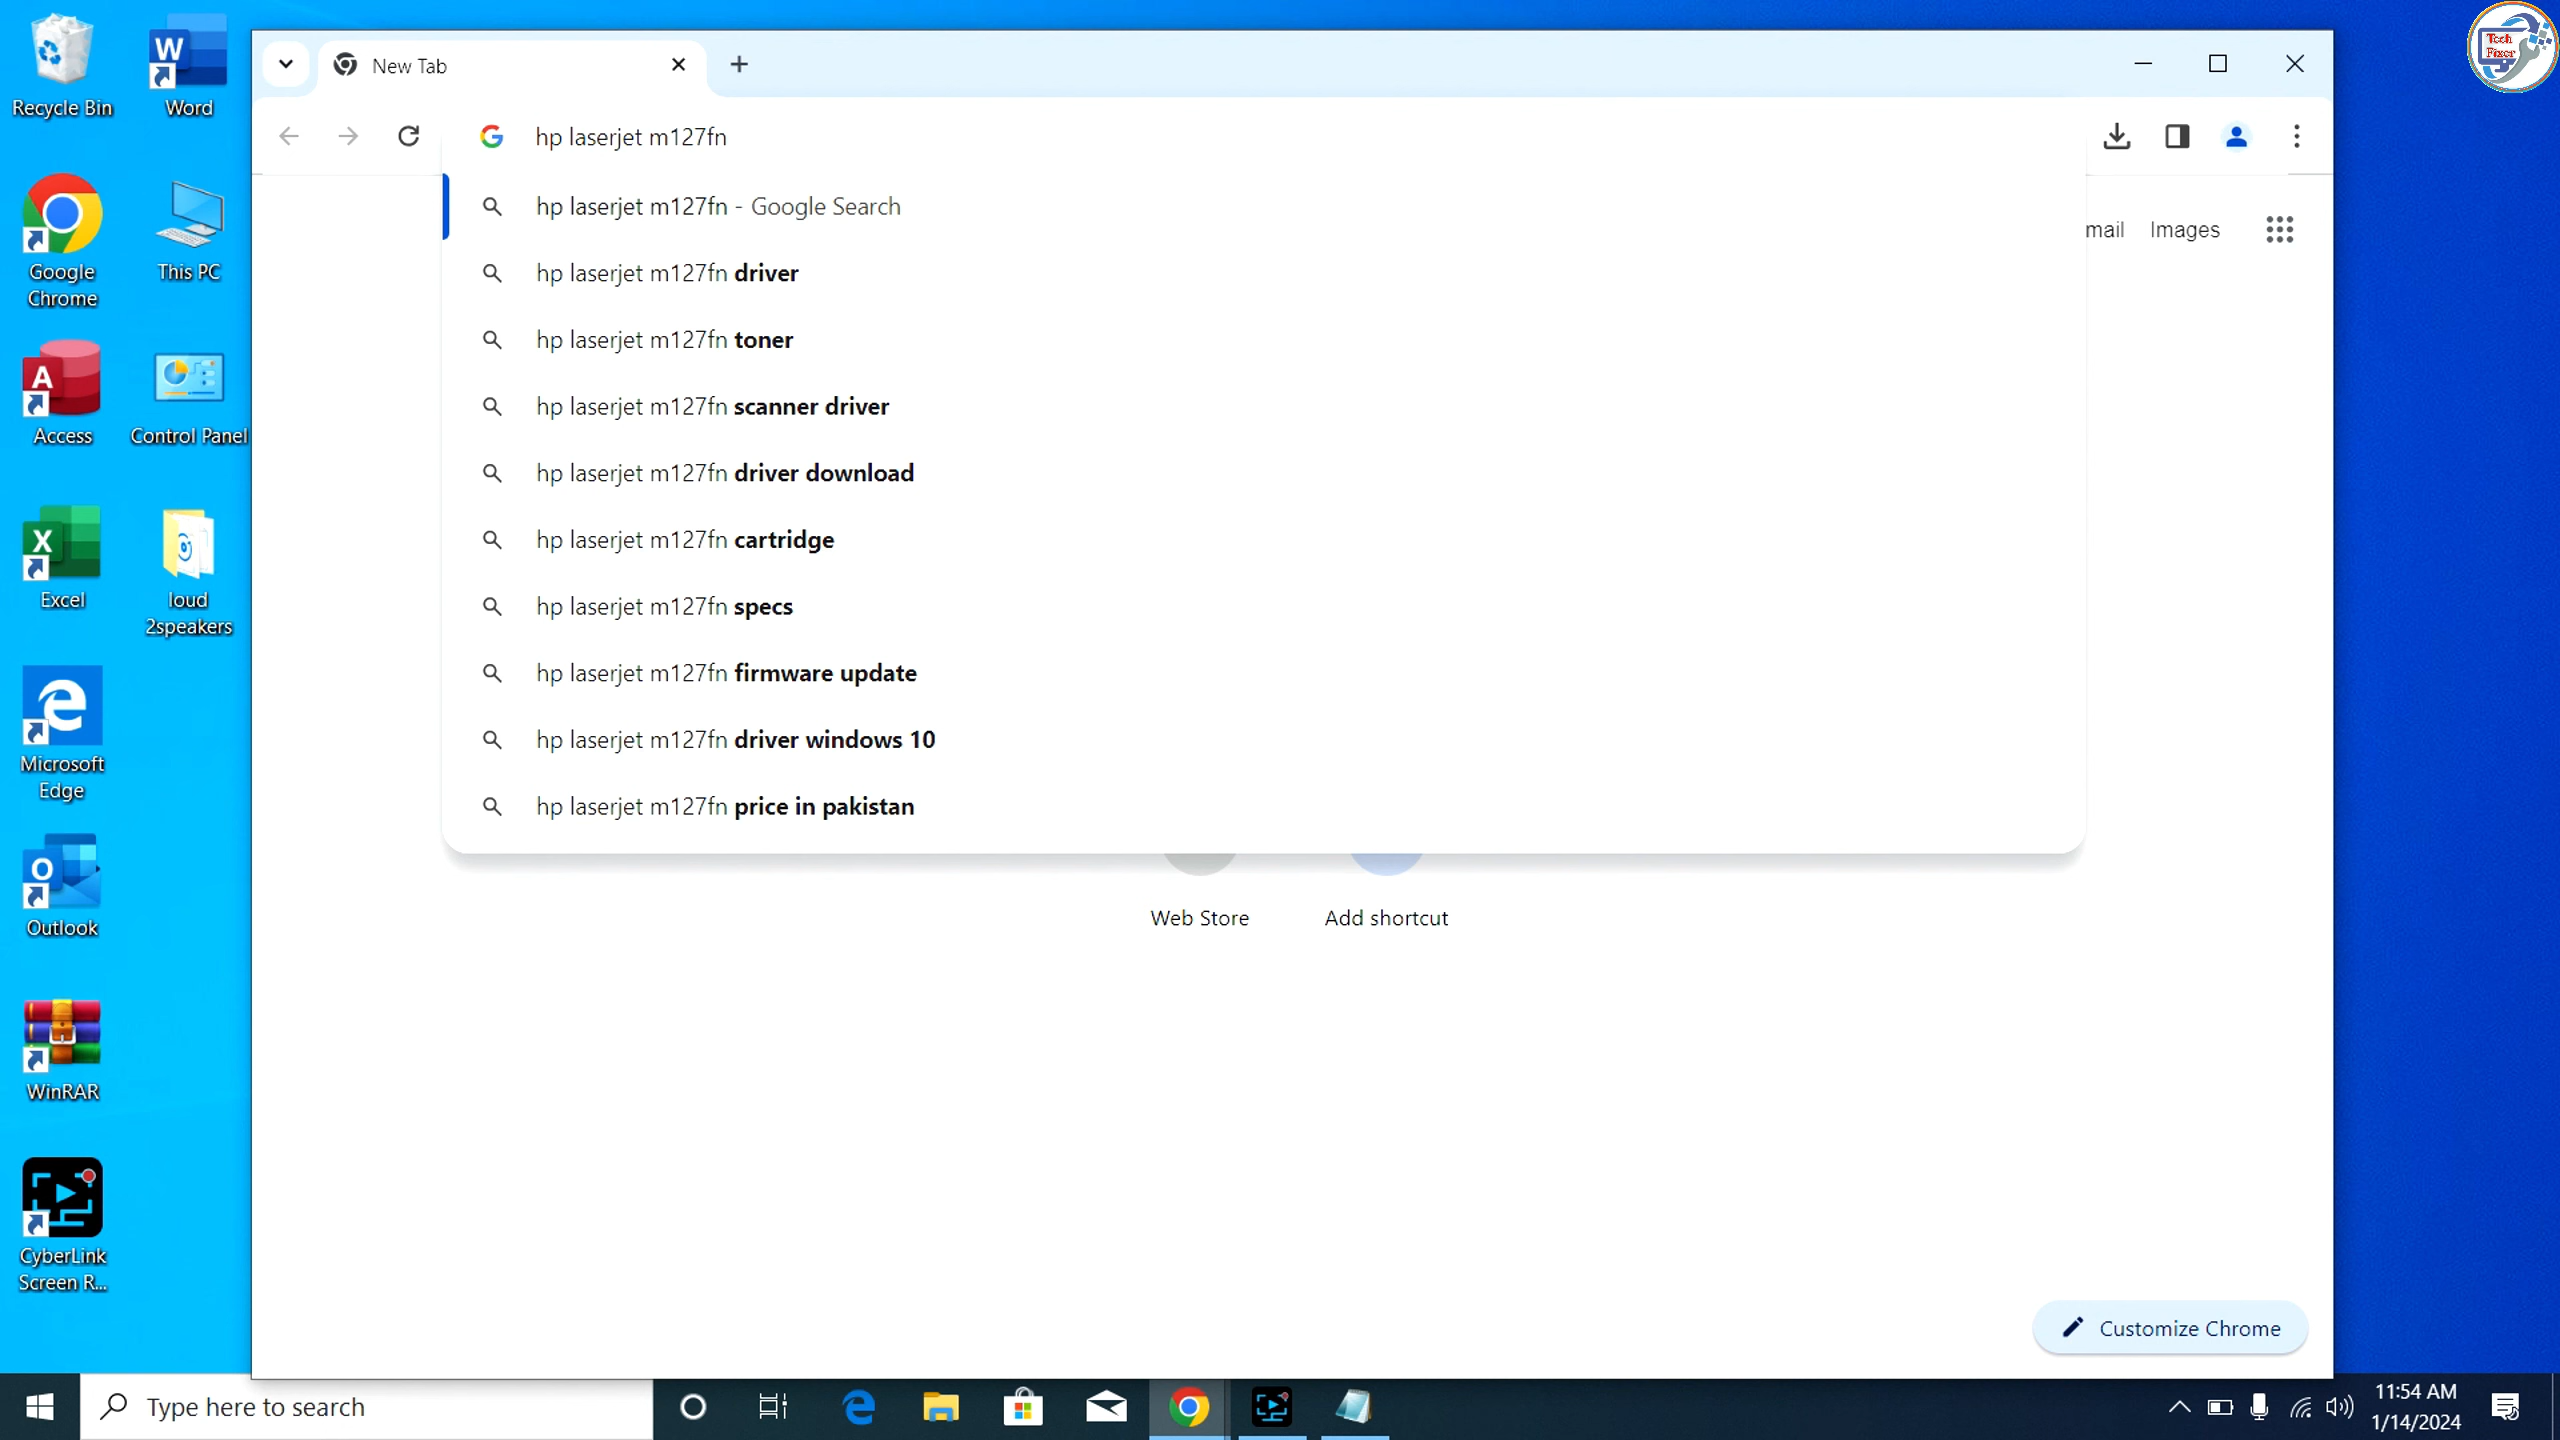 Tech
Fixer
Recycle Bin
Word
Google
Chrome
This PC
Access
Control Panel
Excel
loud
2speakers
Microsoft
Edge
Outlook
WinRAR
CyberLink
Screen R...
New Tab
hp laserjet m127fn
hp laserjet m127fn - Google Search
hp laserjet m127fn driver
hp laserjet m127fn toner
hp laserjet m127fn scanner driver
hp laserjet m127fn driver download
hp laserjet m127fn cartridge
hp laserjet m127fn specs
hp laserjet m127fn firmware update
hp laserjet m127fn driver windows 10
hp laserjet m127fn price in pakistan
mail
Images
Web Store
Add shortcut
Customize Chrome
Type here to search
11:54 AM
1/14/2024